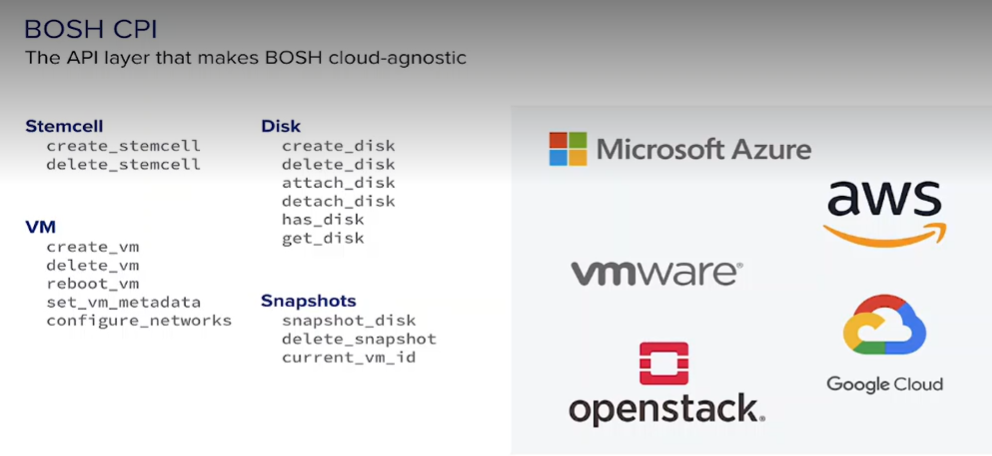 BOSH CPI
The API layer that makes BOSH cloud-agnostic
Stemcell
create_stemcell
delete_stemcell
VM
create_vm
delete_vm
reboot_vm
set_vm_metadata
configure_networks
Disk
create_disk
delete_disk
attach_disk
detach_disk
has_disk
get_disk
Snapshots
snapshot_disk
delete_snapshot
current_vm_id
Microsoft Azure
aws
vmware®
Google Cloud
openstack.